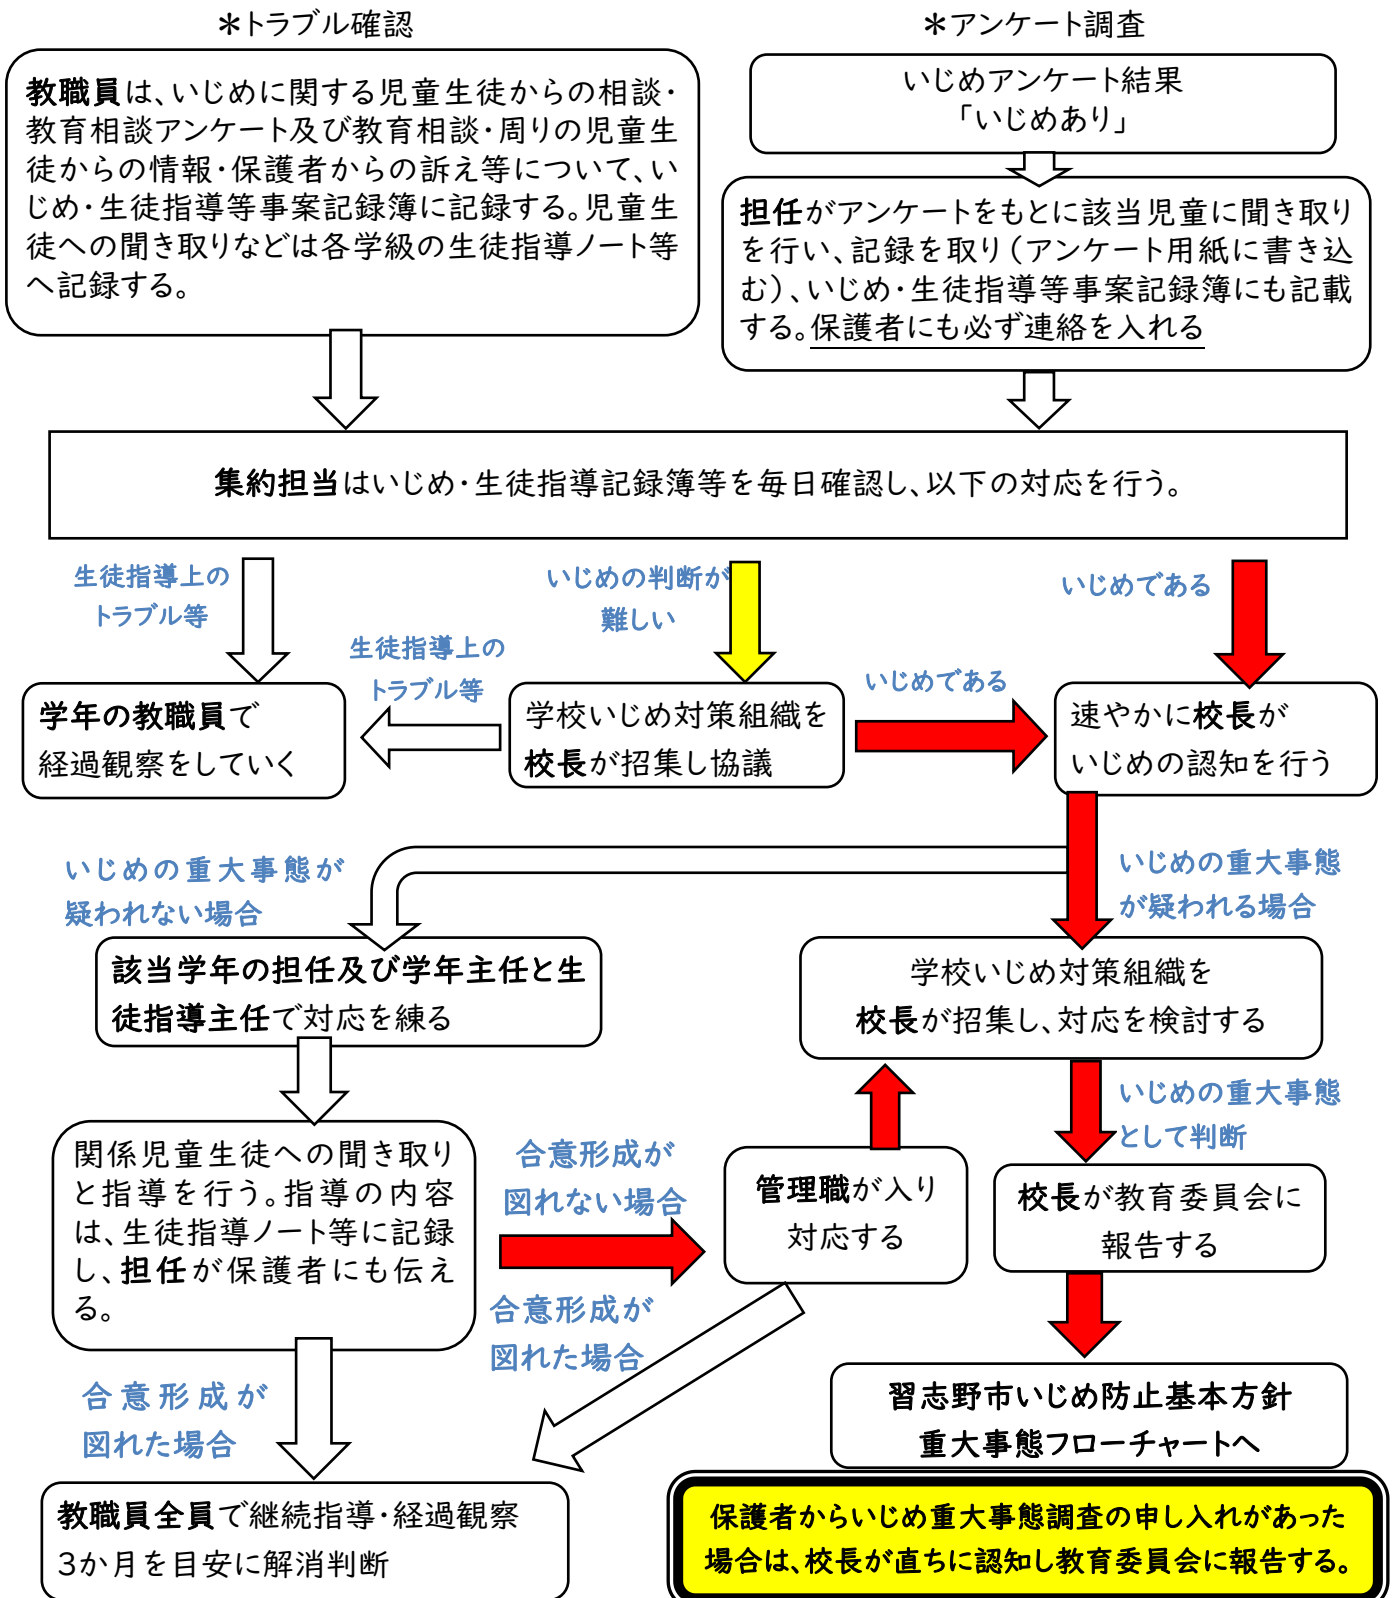 ＊トラブル確認
教職員は、いじめに関する児童生徒からの相談・
教育相談アンケート及び教育相談・周りの児童生
徒からの情報・保護者からの訴え等について、い
じめ・生徒指導等事案記録簿に記録する。児童生
徒への聞き取りなどは各学級の生徒指導ノート等
へ記録する。
＊アンケート調査
いじめアンケート結果
「いじめあり」
担任がアンケートをもとに該当児童に聞き取り
を行い、記録を取り（アンケート用紙に書き込
む）、いじめ・生徒指導等事案記録簿にも記載
する。保護者にも必ず連絡を入れる
集約担当はいじめ・生徒指導記録簿等を毎日確認し、以下の対応を行う。
生徒指導上の
トラブル等
いじめの判断が
難しい
いじめである
生徒指導上の
トラブル等
いじめである
学年の教職員で
経過観察をしていく
学校いじめ対策組織を
校長が招集し協議
速やかに校長が
いじめの認知を行う
いじめの重大事態が
疑われない場合
いじめの重大事態
が疑われる場合
該当学年の担任及び学年主任と生
徒指導主任で対応を練る
学校いじめ対策組織を
校長が招集し、対応を検討する
いじめの重大事態
として判断
関係児童生徒への聞き取り
と指導を行う。指導の内容
は、生徒指導ノート等に記録
し、担任が保護者にも伝え
る。
合意形成が
図れない場合
管理職が入り
対応する
校長が教育委員会に
報告する
合意形成が
図れた場合
合意形成が
図れた場合
習志野市いじめ防止基本方針
重大事態フローチャートへ
教職員全員で継続指導・経過観察
３か月を目安に解消判断
保護者からいじめ重大事態調査の申し入れがあった
場合は、校長が直ちに認知し教育委員会に報告する。